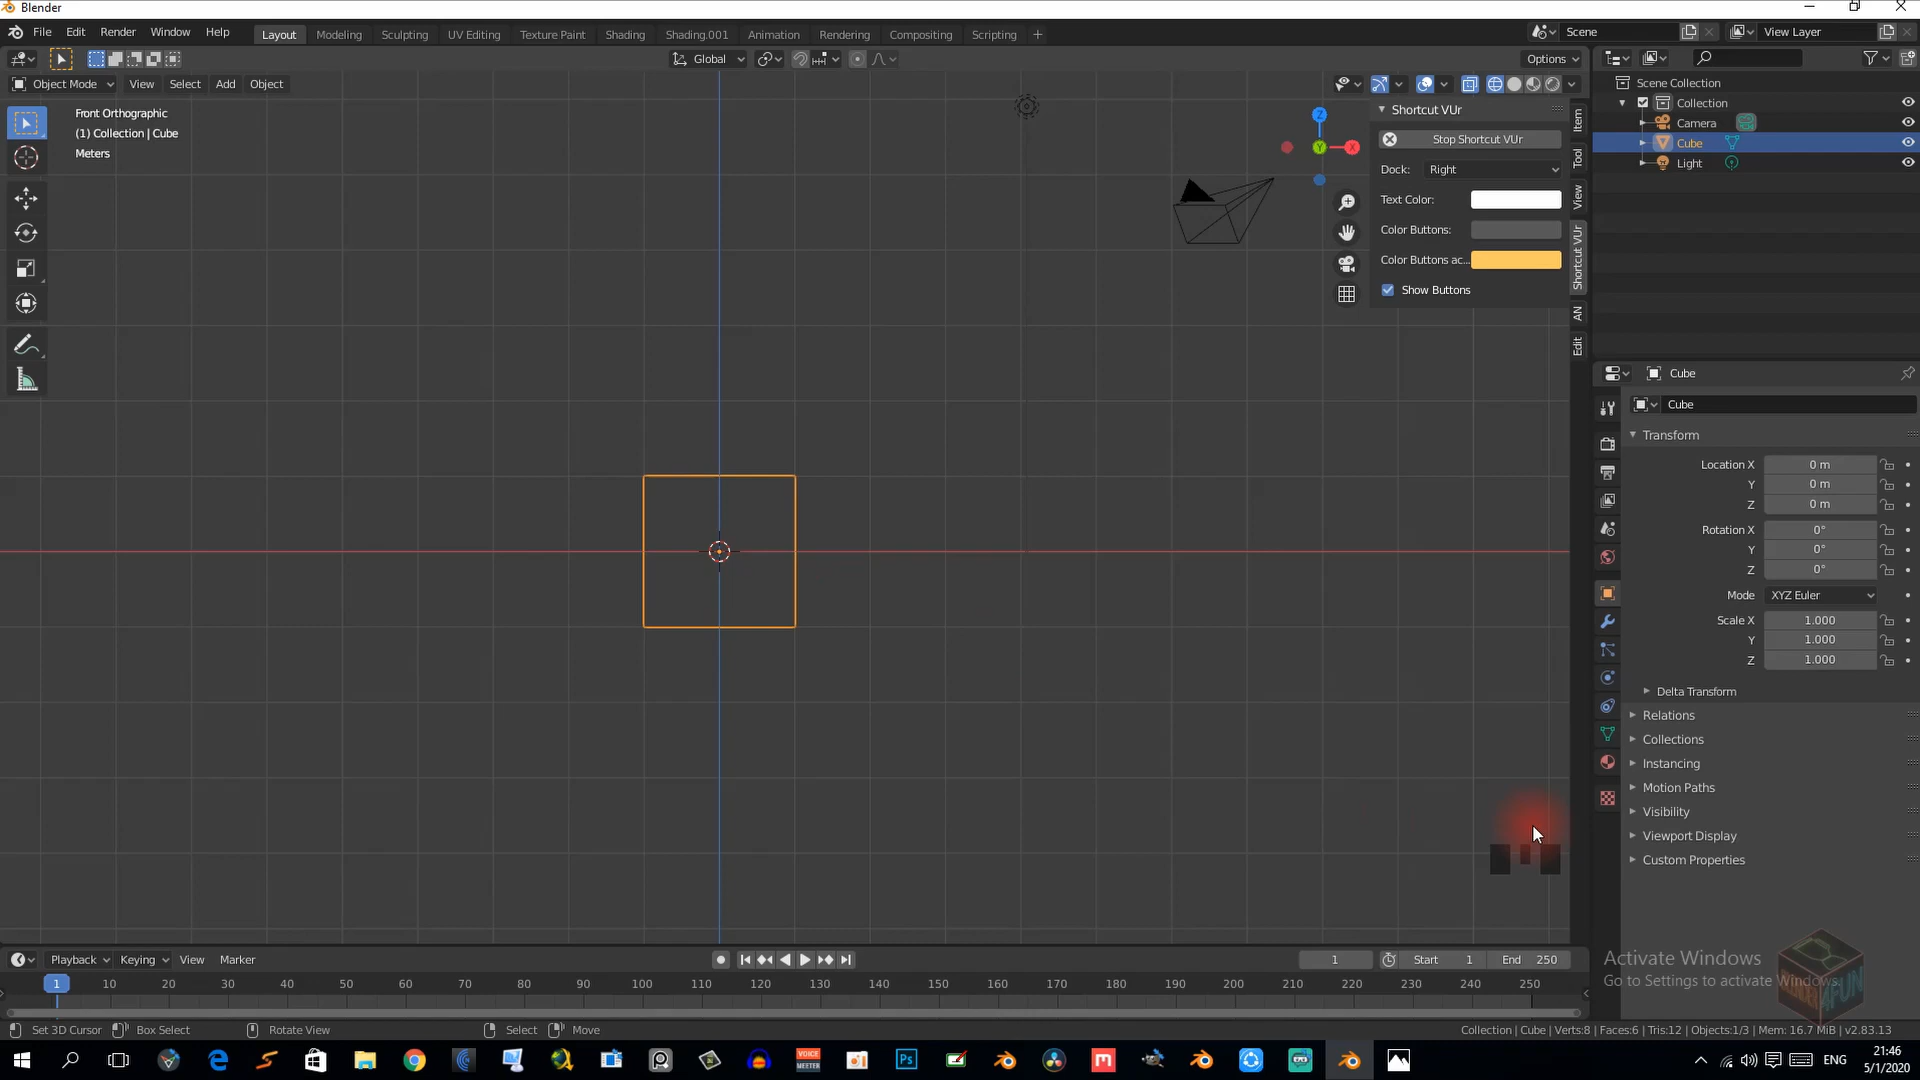 Blender
File Edit Render Window Help Layout Modeling Sculpting UV Editing Texture Paint Shading Shading.001 Animation Rendering Compositing Scripting + Scene View Layer
Global Options
Object Mode View Select Add Object
Front Orthographic
(1) Collection | Cube
Meters
Z
Y
X
Shortcut VUr
Stop Shortcut VUr
Dock: Right
Text Color:
Color Buttons:
Color Buttons ac...
Show Buttons
Item
Tool
View
Shortcut VUr
AN
Edit
Scene Collection
Collection
Camera
Cube
Light
Cube
Cube
Transform
Location X 0 m
Y 0 m
Z 0 m
Rotation X 0°
Y 0°
Z 0°
Mode XYZ Euler
Scale X 1.000
Y 1.000
Z 1.000
Delta Transform
Relations
Collections
Instancing
Motion Paths
Visibility
Viewport Display
Custom Properties
Activate Windows
Go to Settings to activate Windows.
Playback Keying View Marker 1 Start 1 End 250
1 10 20 30 40 50 60 70 80 90 100 110 120 130 140 150 160 170 180 190 200 210 220 230 240 250
Set 3D Cursor Box Select Rotate View Select Move Collection | Cube | Verts:8 | Faces:6 | Tris:12 | Objects:1/3 | Mem: 16.7 MiB | v2.83.13
VOICE
MEETER
Ps
ENG
21:46
5/1/2020